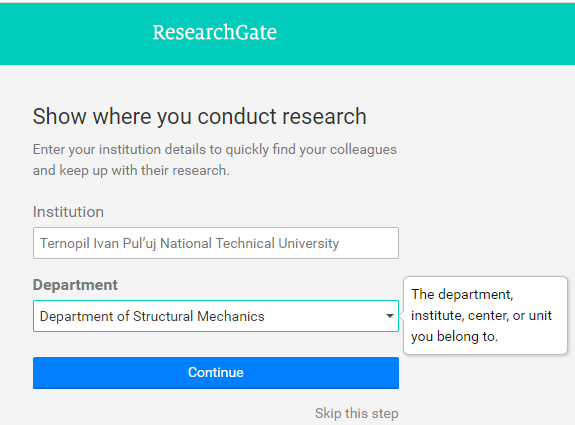 ResearchGate
Show where you conduct research
Enter your institution details to quickly find your colleagues
and keep up with their research.
Institution
Ternopil Ivan Pul’uj National Technical University
Department
Department of Structural Mechanics
The department,
institute, center, or unit
you belong to.
Continue
Skip this step